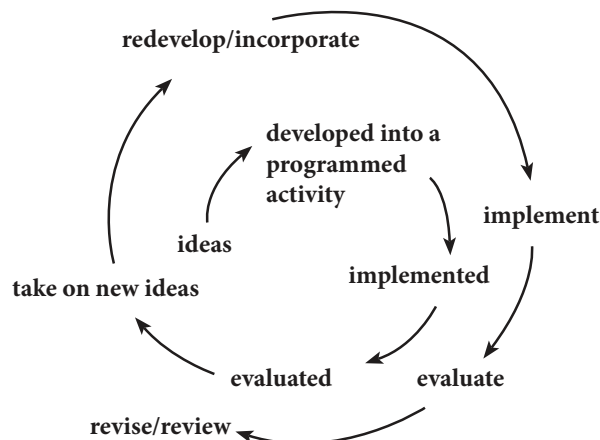 redevelop/incorporate
developed into a
programmed
activity
implement
ideas
implemented
take on new ideas
evaluated
evaluate
revise/review